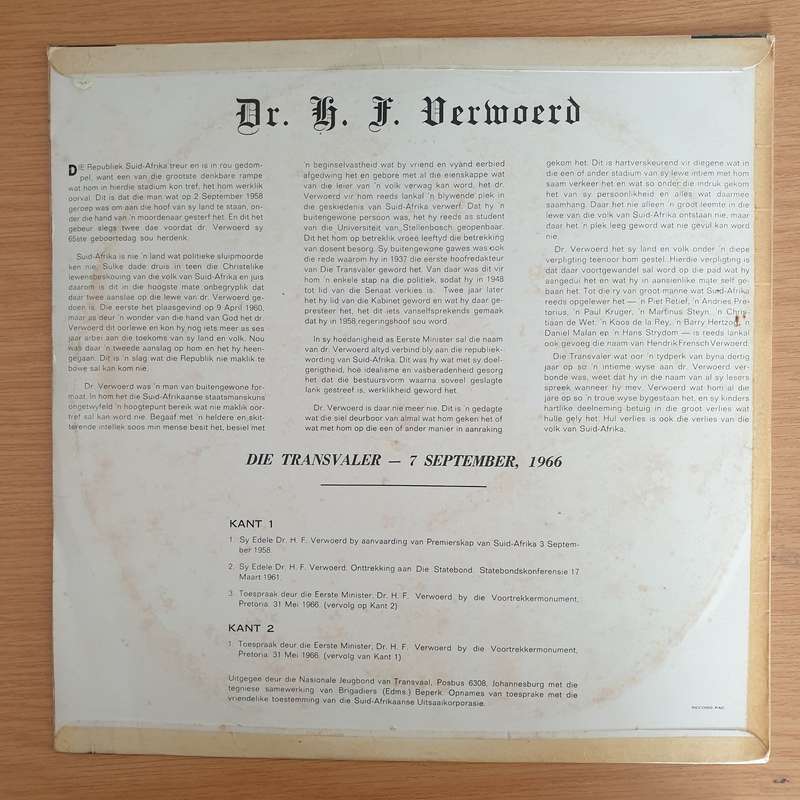 Dr. H. F. Verwoerd
DIE Republiek Suid-Afrika treur en is in rou gedom-
pel, want een van die grootste denkbare rampe
wat hom in hierdie stadium kon tref, het hom werklik
oorval. Dit is dat die man wat op 2 September 1958
geroep was om aan die hoof van sy land te staan, on-
der die hand van 'n moordenaar gesterf het. En dit het
gebeur slegs twee dae voordat dr. Verwoerd sy
65ste geboortedag sou herdenk.
Suid-Afrika is nie 'n land wat politieke sluipmoorde
ken nie. Sulke dade druis in teen die Christelike
lewensbeskouing van die volk van Suid-Afrika en juis
daarom is dit in die hoogste mate onbegryplik dat
daar twee aanslae op die lewe van dr. Verwoerd ge-
doen is. Die eerste het plaasgevind op 9 April 1960,
maar as deur 'n wonder van die hand van God het dr.
Verwoerd dit oorlewe en kon hy nog iets meer as ses
jaar arbei aan die toekoms van sy land en volk. Nou
was daar 'n tweede aanslag op hom en het hy heen-
gegaan. Dit is 'n slag wat die Republiek nie maklik te
bowe sal kan kom nie.
Dr. Verwoerd was 'n man van buitengewone for-
maat. In hom het die Suid-Afrikaanse staatsmanskuns
ongetwyfeld 'n hoogtepunt bereik wat nie maklik oor-
tref sal kan word nie. Begaaf met 'n heldere en skit-
terende intellek soos min mense besit het, besiel met
'n beginselvastheid wat by vriend en vyand eerbied
afgedwing het en gebore met al die eienskappe wat
van die leier van 'n volk verwag kan word, het dr.
Verwoerd vir hom reeds lankal 'n blywende plek in
die geskiedenis van Suid-Afrika verwerf. Dat hy 'n
buitengewone persoon was, het hy reeds as student
van die Universiteit van Stellenbosch geopenbaar.
Dit het hom op betreklik vroeë leeftyd die betrekking
van dosent besorg. Sy buitengewone gawes was ook
die rede waarom hy in 1937 die eerste hoofredakteur
van Die Transvaler geword het. Van daar was dit vir
hom 'n enkele stap na die politiek, sodat hy in 1948
tot lid van die Senaat verkies is. Twee jaar later
het hy lid van die Kabinet geword en wat hy daar ge-
presteer het, het dit iets vanselfsprekends gemaak
dat hy in 1958 regeringshoof sou word.
In sy hoedanigheid as Eerste Minister sal die naam
van dr. Verwoerd altyd verbind bly aan die republiek-
wording van Suid-Afrika. Dit was hy wat met sy doel-
gerigtheid, hoë idealisme en vasberadenheid gesorg
het dat die bestuursvorm waarna soveel geslagte
lank gestreef is, werklikheid geword het.
Dr. Verwoerd is daar nie meer nie. Dit is 'n gedagte
wat die siel deurboor van almal wat hom geken het of
wat met hom op die een of ander manier in aanraking
gekom het. Dit is hartverskeurend vir diegene wat in
die een of ander stadium van sy lewe intiem met hom
saam verkeer het en wat so onder die indruk gekom
het van sy persoonlikheid en alles wat daarmee
saamhang. Daar het nie alleen 'n groot leemte in die
lewe van die volk van Suid-Afrika ontstaan nie, maar
daar het 'n plek leeg geword wat nie gevul kan word
nie.
Dr. Verwoerd het sy land en volk onder 'n diepe
verpligting teenoor hom gestel. Hierdie verpligting is
dat daar voortgewandel sal word op die pad wat hy
aangedui het en wat hy in aansienlike mate self ge-
baan het. Tot die ry van groot manne wat Suid-Afrika
reeds opgelewer het — 'n Piet Retief, 'n Andries Pre-
torius, 'n Paul Kruger, 'n Marfinus Steyn, 'n Chris-
tiaan de Wet, 'n Koos de la Rey, 'n Barry Hertzog, 'n
Daniel Malan ep 'n Hans Strydom — is reeds lankal
ook gevoeg die naam van Hendrik Frensch Verwoerd.
Die Transvaler wat oor 'n tydperk van byna dertig
jaar op so 'n intieme wyse aan dr. Verwoerd ver-
bonde was, weet dat hy in die naam van al sy lesers
spreek wanneer hy mev. Verwoerd wat hom al die
jare op so 'n troue wyse bygestaan het, en sy kinders
hartlike deelneming betuig in die groot verlies wat
hulle gely het. Hul verlies is ook die verlies van die
volk van Suid-Afrika.
DIE TRANSVALER — 7 SEPTEMBER, 1966
KANT 1
1. Sy Edele Dr. H. F. Verwoerd by aanvaarding van Premierskap van Suid-Afrika 3 Septem-
ber 1958.
2. Sy Edele Dr. H. F. Verwoerd. Onttrekking aan Die Statebond. Statebondskonferensie 17
Maart 1961.
3. Toespraak deur die Eerste Minister, Dr. H. F. Verwoerd by die Voortrekkermonument,
Pretoria. 31 Mei 1966. (vervolg op Kant 2)
KANT 2
1. Toespraak deur die Eerste Minister, Dr. H. F. Verwoerd by die Voortrekkermonument,
Pretoria. 31 Mei 1966. (vervolg van Kant 1)
Uitgegee deur die Nasionale Jeugbond van Transvaal, Posbus 6308, Johannesburg met die
tegniese samewerking van Brigadiers (Edms.) Beperk. Opnames van toesprake met die
vriendelike toestemming van die Suid-Afrikaanse Uitsaaikorporasie.
RECORD PAC